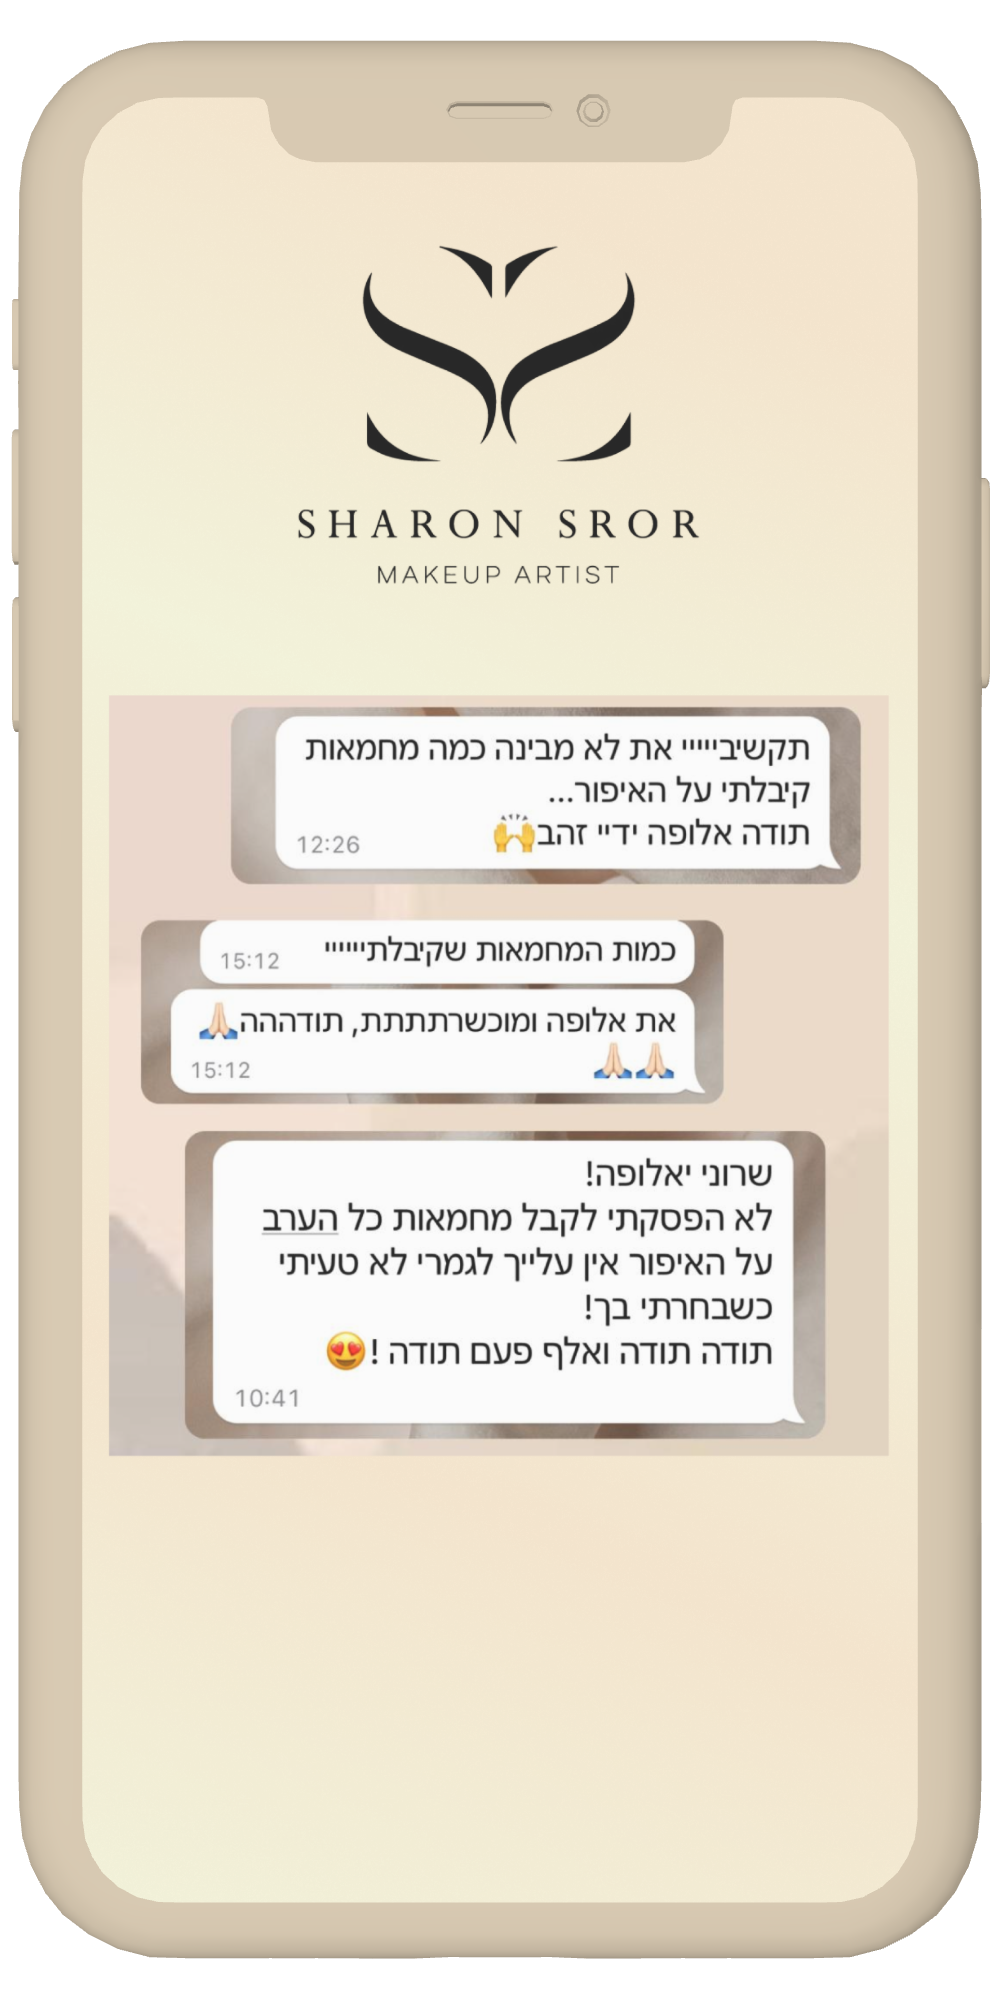 SHARON SROR
MAKEUP ARTIST
תקשיביייייי את לא מבינה כמה מחמאות
קיבלתי על האיפור...
תודה אלופה ידיי זהב🙌
12:26
כמות המחמאות שקיבלתיייייי
15:12
את אלופה ומוכשרתתתת, תודההה🙏🏻
🙏🏻🙏🏻
15:12
שרוני יאלופה!
לא הפסקתי לקבל מחמאות כל הערב
על האיפור אין עלייך לגמרי לא טעיתי
כשבחרתי בך!
תודה תודה ואלף פעם תודה !😍
10:41